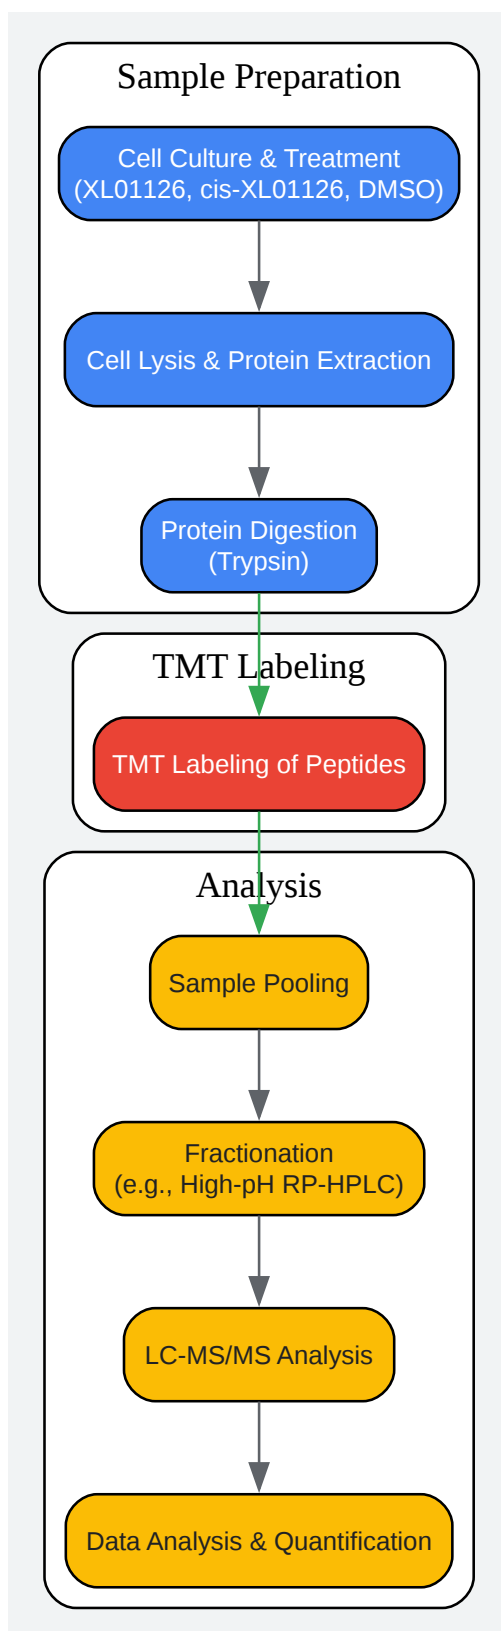 Sample Preparation
Cell Culture & Treatment
(XL01126, cis-XL01126, DMSO)
Cell Lysis & Protein Extraction
Protein Digestion
(Trypsin)
TMT Labeling
TMT Labeling of Peptides
Analysis
Sample Pooling
Fractionation
(e.g., High-pH RP-HPLC)
LC-MS/MS Analysis
Data Analysis & Quantification